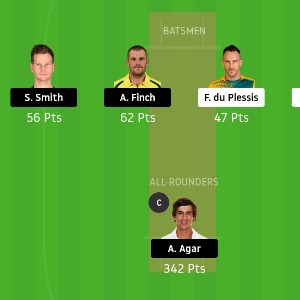 BATSMEN
S. Smith
A. Finch
F. du Plessis
56 Pts
62 Pts
47 Pts
ALL-ROUNDERS
C
A. Agar
342 Pts